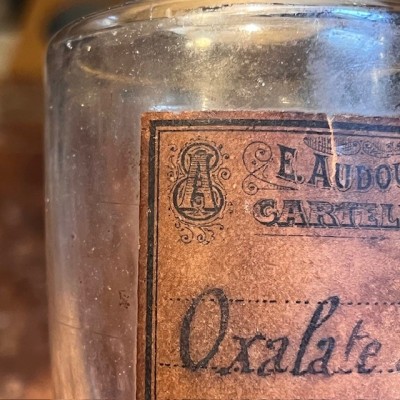 A
E. AUDOU
CARTEL
Oxalate